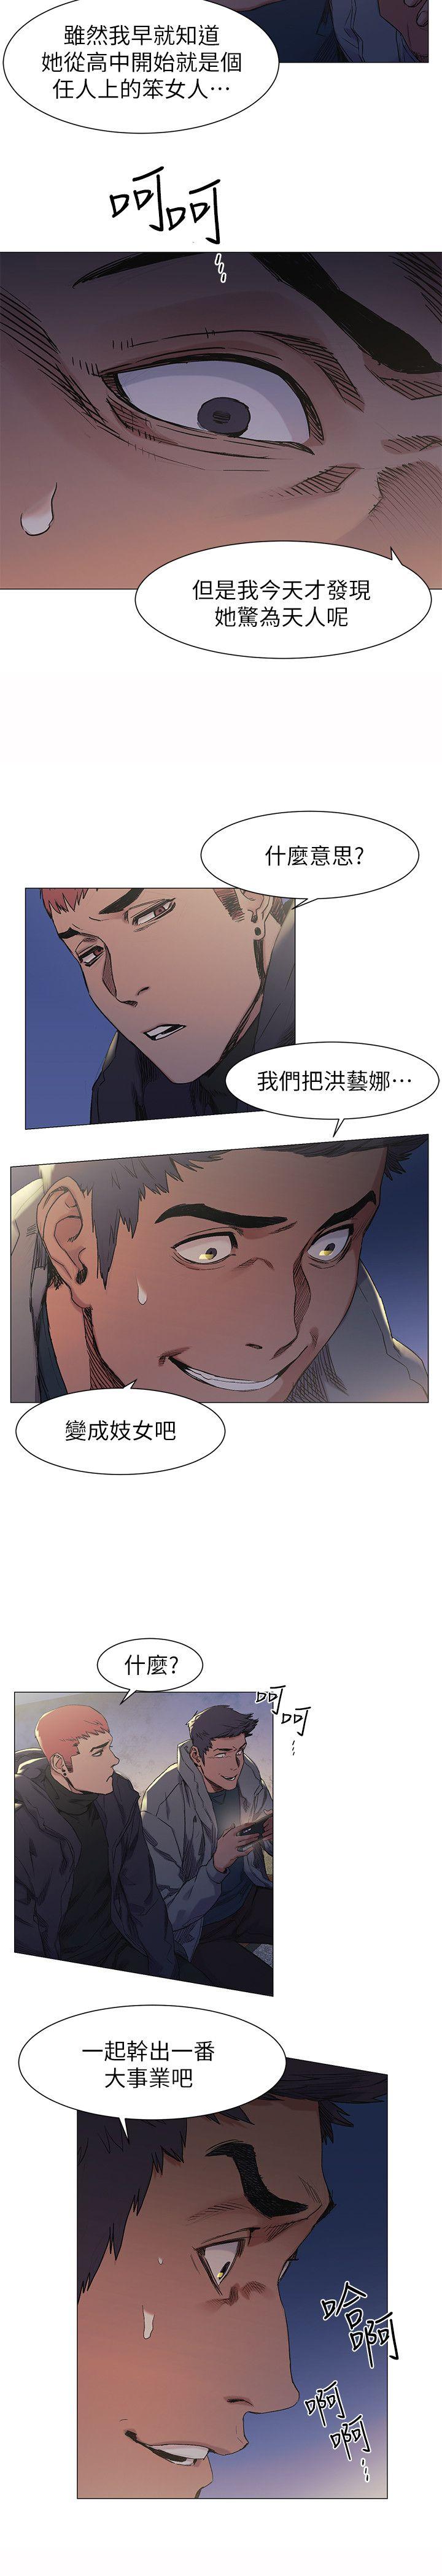 雖然我早就知道
她從高中開始就是個
任人上的笨女人…
呵呵
但是我今天才發現
她驚為天人呢
什麼意思?
我們把洪藝娜…
變成妓女吧
什麼?
呵呵
一起幹出一番
大事業吧
哈啊
啊啊